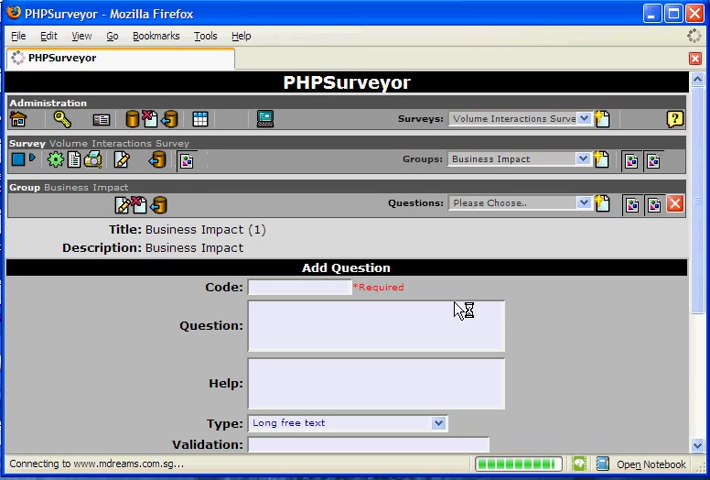 PHPSurveyor - Mozilla Firefox
File Edit View Go Bookmarks Tools Help
PHPSurveyor
PHPSurveyor
Administration
Surveys: Volume Interactions Surve
Survey Volume Interactions Survey
Groups: Business Impact
Group Business Impact
Questions: Please Choose..
Title: Business Impact (1)
Description: Business Impact
Add Question
Code: *Required
Question:
Help:
Type: Long free text
Validation:
Connecting to www.mdreams.com.sg... Open Notebook